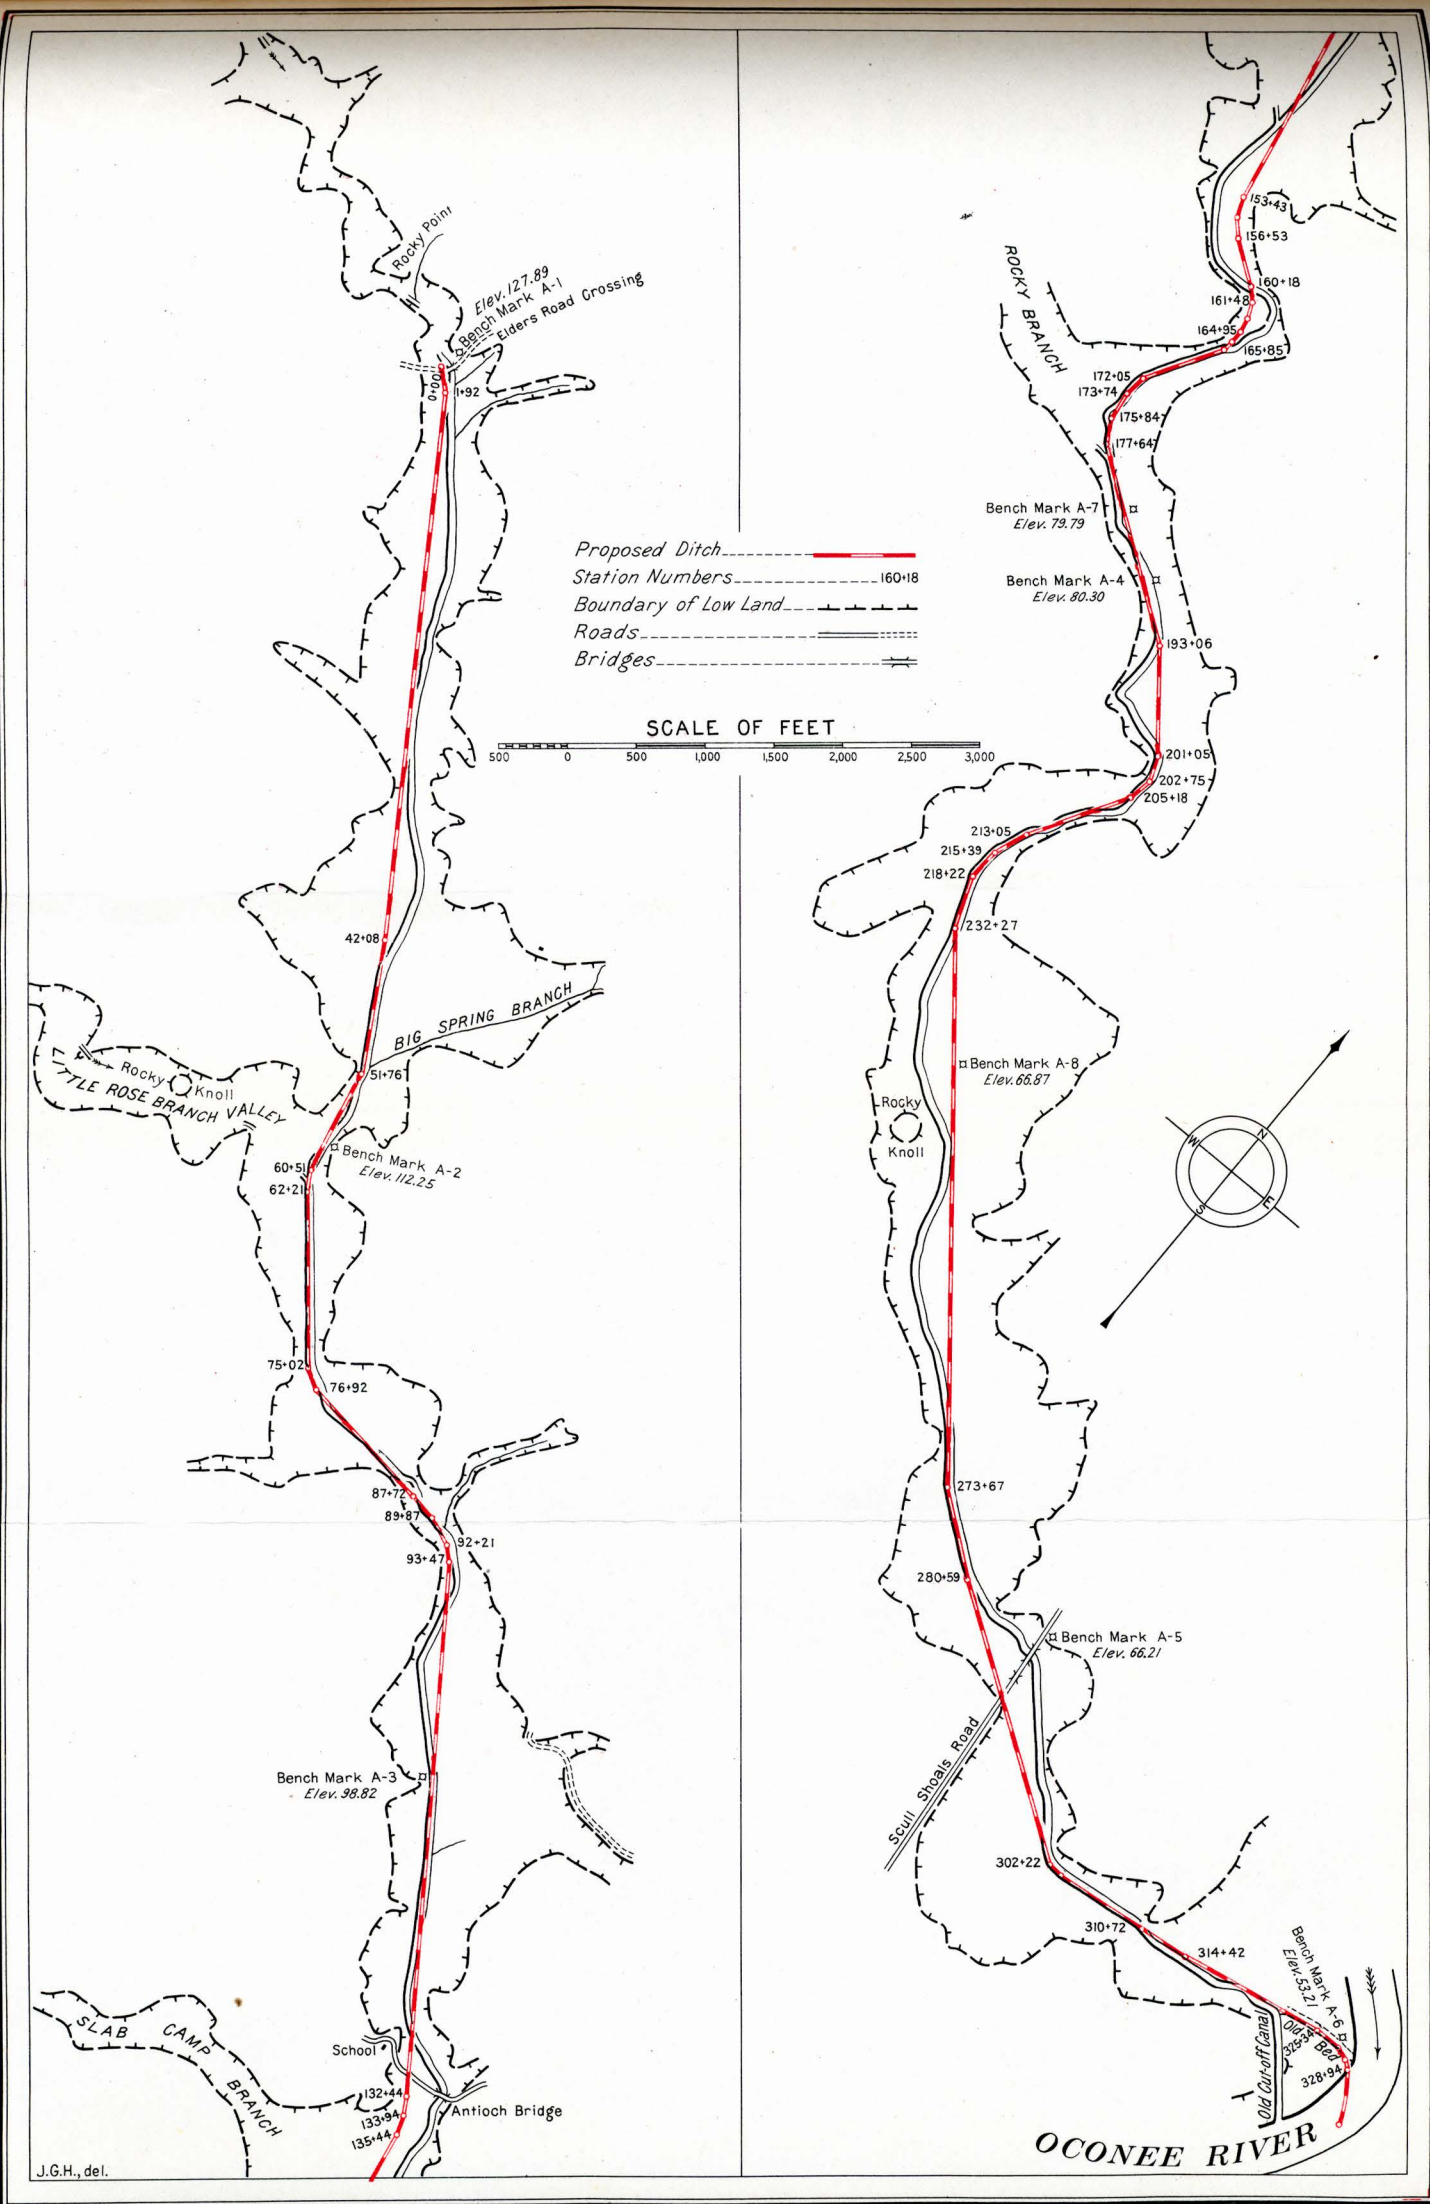 Rocky Point
Elev. 127.89
Bench Mark A-1
Elders Road Crossing
0+00
1+92
42+08
BIG SPRING BRANCH
51+76
Rocky Knoll
LITTLE ROSE BRANCH VALLEY
Bench Mark A-2
Elev. 112.25
60+51
62+21
75+02
76+92
87+72
89+87
92+21
93+47
Bench Mark A-3
Elev. 98.82
SLAB CAMP BRANCH
School
132+44
133+94
135+44
Antioch Bridge
J.G.H., del.
Proposed Ditch
Station Numbers 160+18
Boundary of Low Land
Roads
Bridges
SCALE OF FEET
500 0 500 1,000 1,500 2,000 2,500 3,000
153+43
156+53
160+18
161+48
164+95
165+85
ROCKY BRANCH
172+05
173+74
175+84
177+64
Bench Mark A-7
Elev. 79.79
Bench Mark A-4
Elev. 80.30
193+06
201+05
202+75
205+18
213+05
215+39
218+22
232+27
Bench Mark A-8
Elev. 66.87
Rocky
Knoll
N
W
E
S
273+67
280+59
Bench Mark A-5
Elev. 66.21
Scull Shoals Road
302+22
310+72
314+42
Bench Mark A-6
Elev. 53.21
Old Bed
325+34
328+94
Old Cut-off Canal
OCONEE RIVER